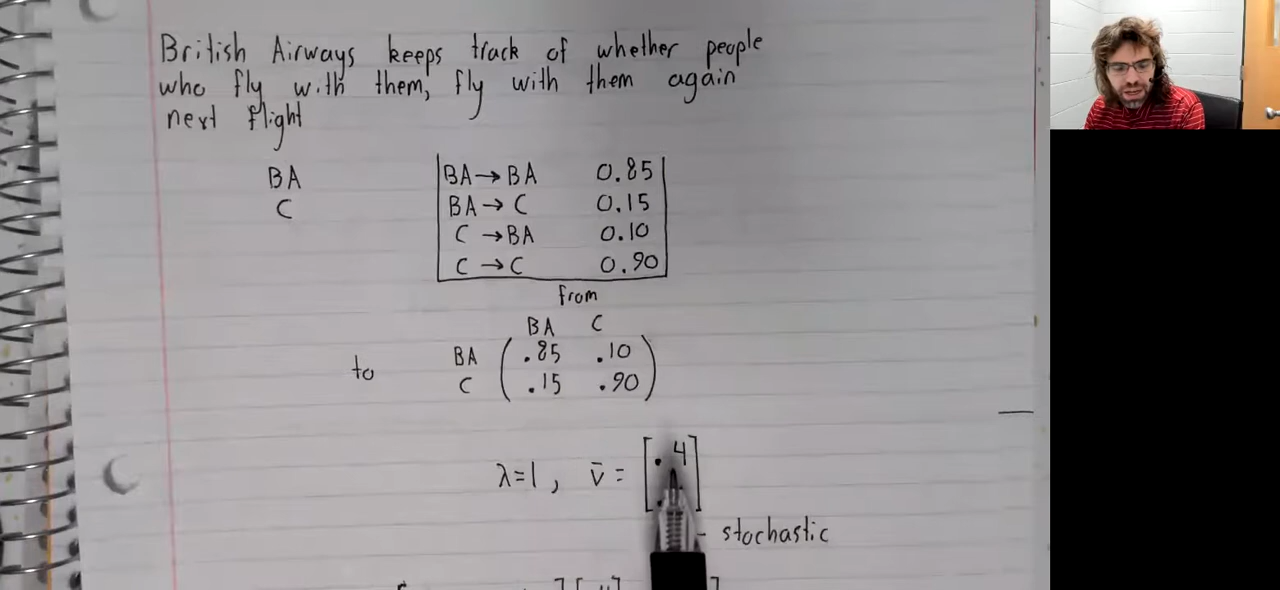 British Airways keeps track of whether people
who fly with them, fly with them again
next flight
BA
C
BA → BA 0.85
BA → C 0.15
C → BA 0.10
C → C 0.90
from
BA C
to
BA .85 .10
C .15 .90
λ=1, v̄ = [.4
stochastic